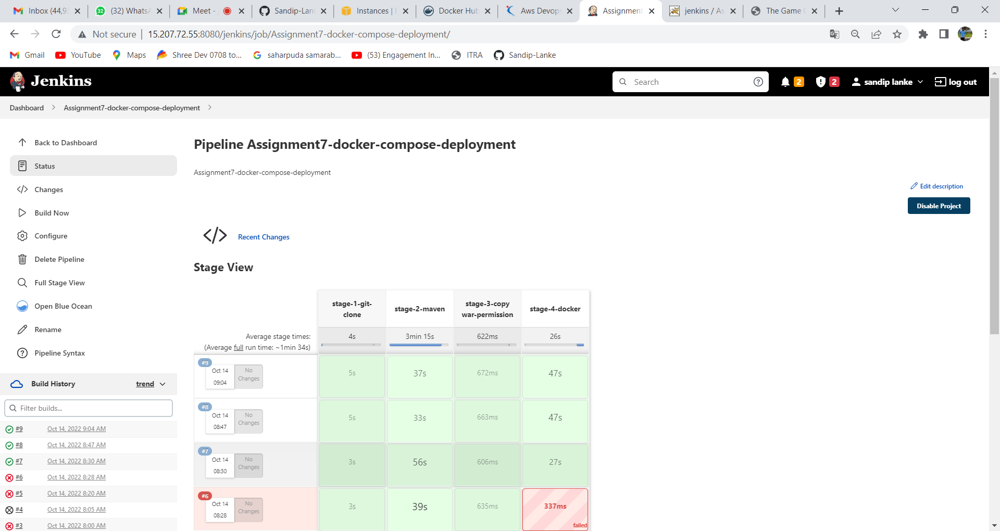 Inbox (44,9
(32) Whats
Meet -
Sandip-Lan
Instances |
Docker Hub
Aws Devop
Assignment
jenkins / As
The Game
Not secure
15.207.72.55:8080/jenkins/job/Assignment7-docker-compose-deployment/
Gmail
YouTube
Maps
Shree Dev 0708 to...
saharpuda samarab...
(53) Engagement In...
ITRA
Sandip-Lanke
Jenkins
Search
2
2
sandip lanke
log out
Dashboard
Assignment7-docker-compose-deployment
Back to Dashboard
Status
Changes
Build Now
Configure
Delete Pipeline
Full Stage View
Open Blue Ocean
Rename
Pipeline Syntax
Build History
trend
Filter builds...
#9 Oct 14, 2022 9:04 AM
#8 Oct 14, 2022 8:47 AM
#7 Oct 14, 2022 8:30 AM
#6 Oct 14, 2022 8:28 AM
#5 Oct 14, 2022 8:20 AM
#4 Oct 14, 2022 8:05 AM
#3 Oct 14, 2022 8:00 AM
Pipeline Assignment7-docker-compose-deployment
Assignment7-docker-compose-deployment
Edit description
Disable Project
Recent Changes
Stage View
stage-1-git-
clone
stage-2-maven
stage-3-copy
war-permission
stage-4-docker
Average stage times:
(Average full run time: ~1min 34s)
4s
3min 15s
622ms
26s
#9
Oct 14
09:04
No
Changes
5s
37s
672ms
47s
#8
Oct 14
08:47
No
Changes
5s
33s
663ms
47s
#7
Oct 14
08:30
No
Changes
3s
56s
606ms
27s
#6
Oct 14
08:28
No
Changes
3s
39s
635ms
337ms
failed